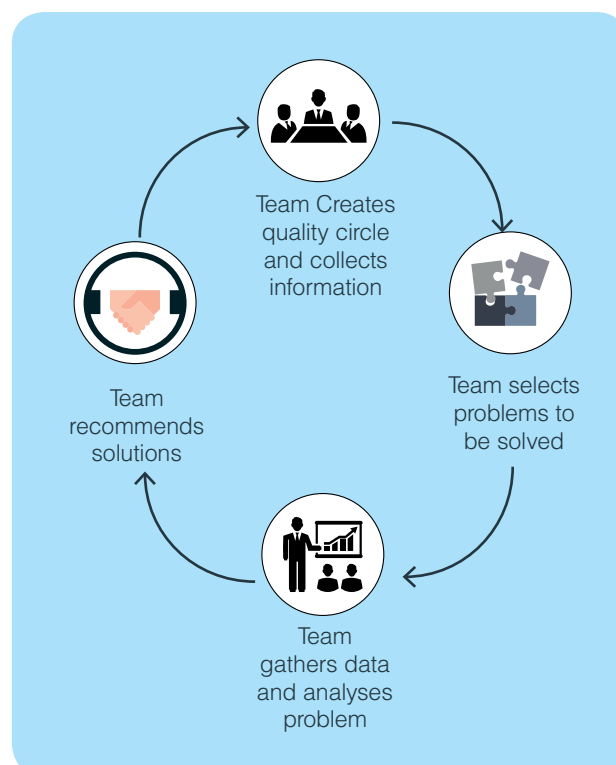 Team Creates
quality circle
and collects
information
Team selects
problems to
be solved
Team
gathers data
and analyses
problem
Team
recommends
solutions